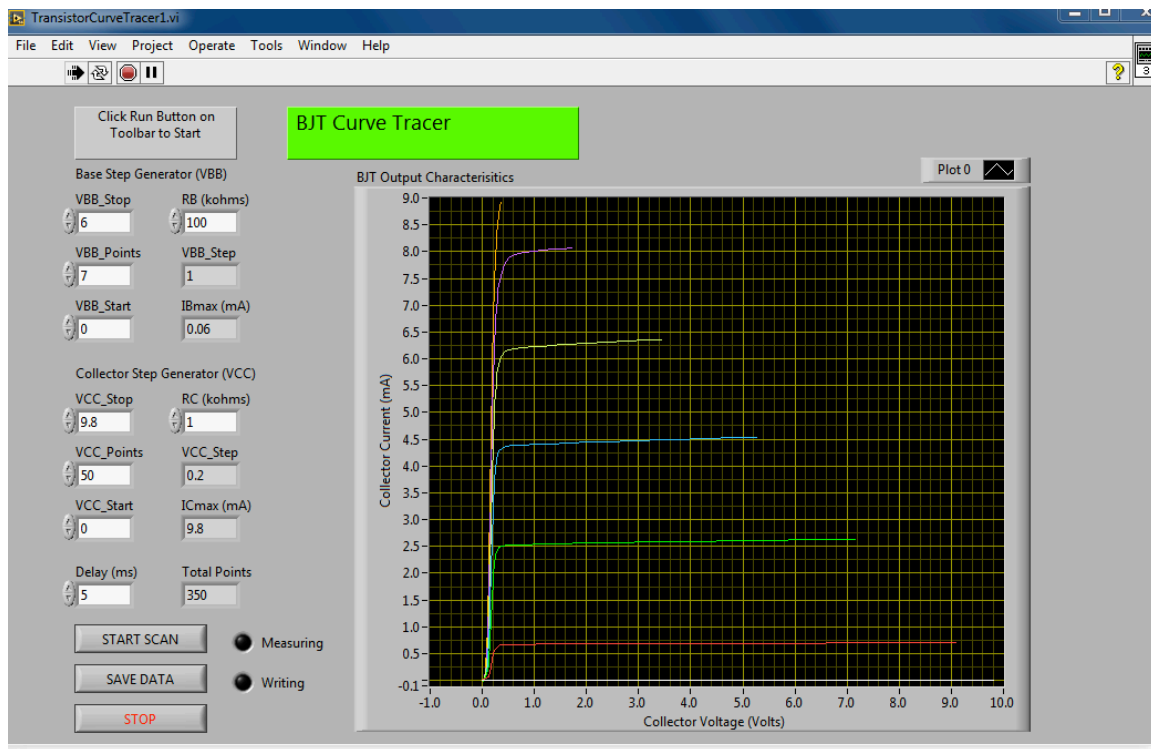 TransistorCurveTracer1.vi
File Edit View Project Operate Tools Window Help
3
Click Run Button on
Toolbar to Start
BJT Curve Tracer
Base Step Generator (VBB)
VBB_Stop RB (kohms)
6 100
VBB_Points VBB_Step
7 1
VBB_Start IBmax (mA)
0 0.06
Collector Step Generator (VCC)
VCC_Stop RC (kohms)
9.8 1
VCC_Points VCC_Step
50 0.2
VCC_Start ICmax (mA)
0 9.8
Delay (ms) Total Points
5 350
START SCAN Measuring
SAVE DATA Writing
STOP
BJT Output Characterisitics
Plot 0
Collector Current (mA)
9.0
8.5
8.0
7.5
7.0
6.5
6.0
5.5
5.0
4.5
4.0
3.5
3.0
2.5
2.0
1.5
1.0
0.5
-0.1
-1.0 0.0 1.0 2.0 3.0 4.0 5.0 6.0 7.0 8.0 9.0 10.0
Collector Voltage (Volts)